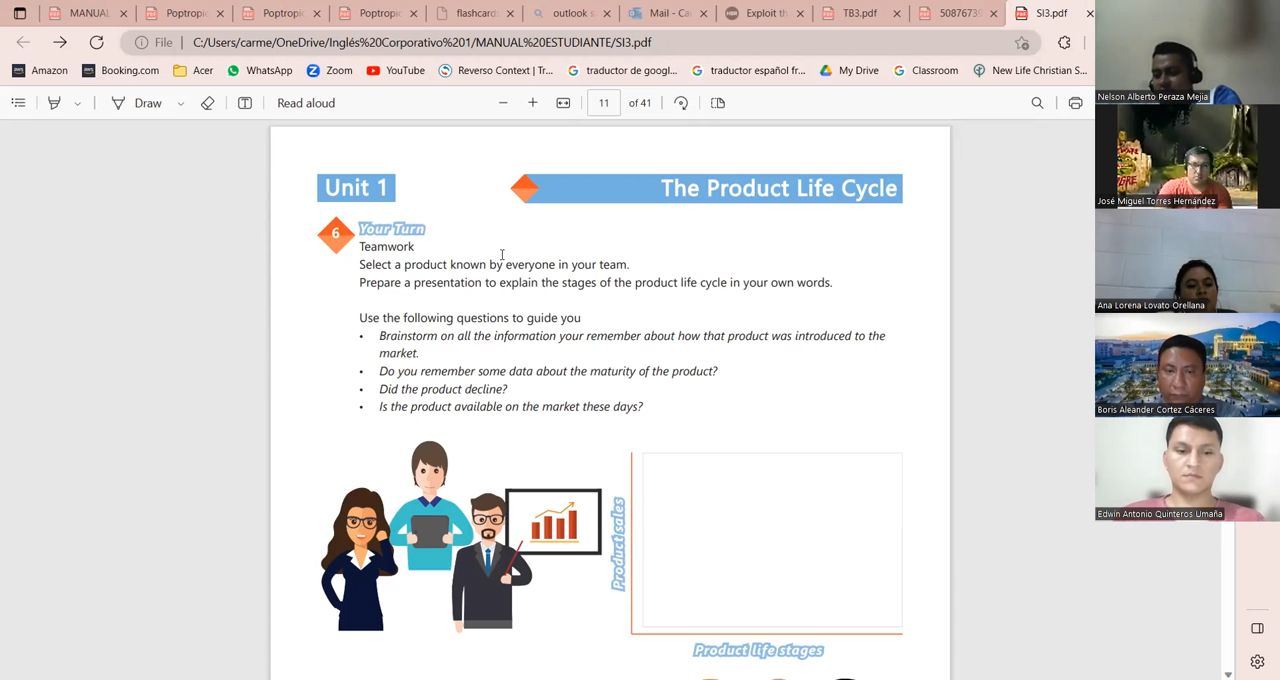 MANUAL
Poptropic
Poptropic
Poptropic
flashcard
outlook s
Mail - Ca
Exploit th
TB3.pdf
5087673
SI3.pdf
File
C:/Users/carme/OneDrive/Inglés%20Corporativo%201/MANUAL%20ESTUDIANTE/SI3.pdf
Amazon
Booking.com
Acer
WhatsApp
Zoom
YouTube
Reverso Context | Tr...
traductor de googl...
traductor español fr...
My Drive
Classroom
New Life Christian S...
Draw
Read aloud
11
of 41
Unit 1
The Product Life Cycle
6
Your Turn
Teamwork
Select a product known by everyone in your team.
Prepare a presentation to explain the stages of the product life cycle in your own words.
Use the following questions to guide you
• Brainstorm on all the information your remember about how that product was introduced to the
market.
• Do you remember some data about the maturity of the product?
• Did the product decline?
• Is the product available on the market these days?
Product sales
Product life stages
Nelson Alberto Peraza Mejia
José Miguel Torres Hernández
Ana Lorena Lovato Orellana
Boris Aleander Cortez Cáceres
Edwin Antonio Quinteros Umaña